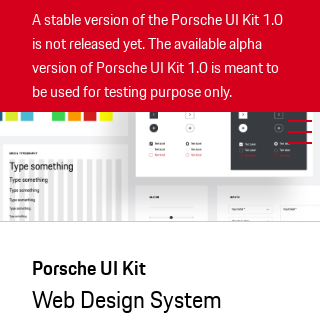 A stable version of the Porsche UI Kit 1.0
is not released yet. The available alpha
version of Porsche UI Kit 1.0 is meant to
be used for testing purpose only.
Type something
Type something
Type something
Type something
Type something
Porsche UI Kit
Web Design System